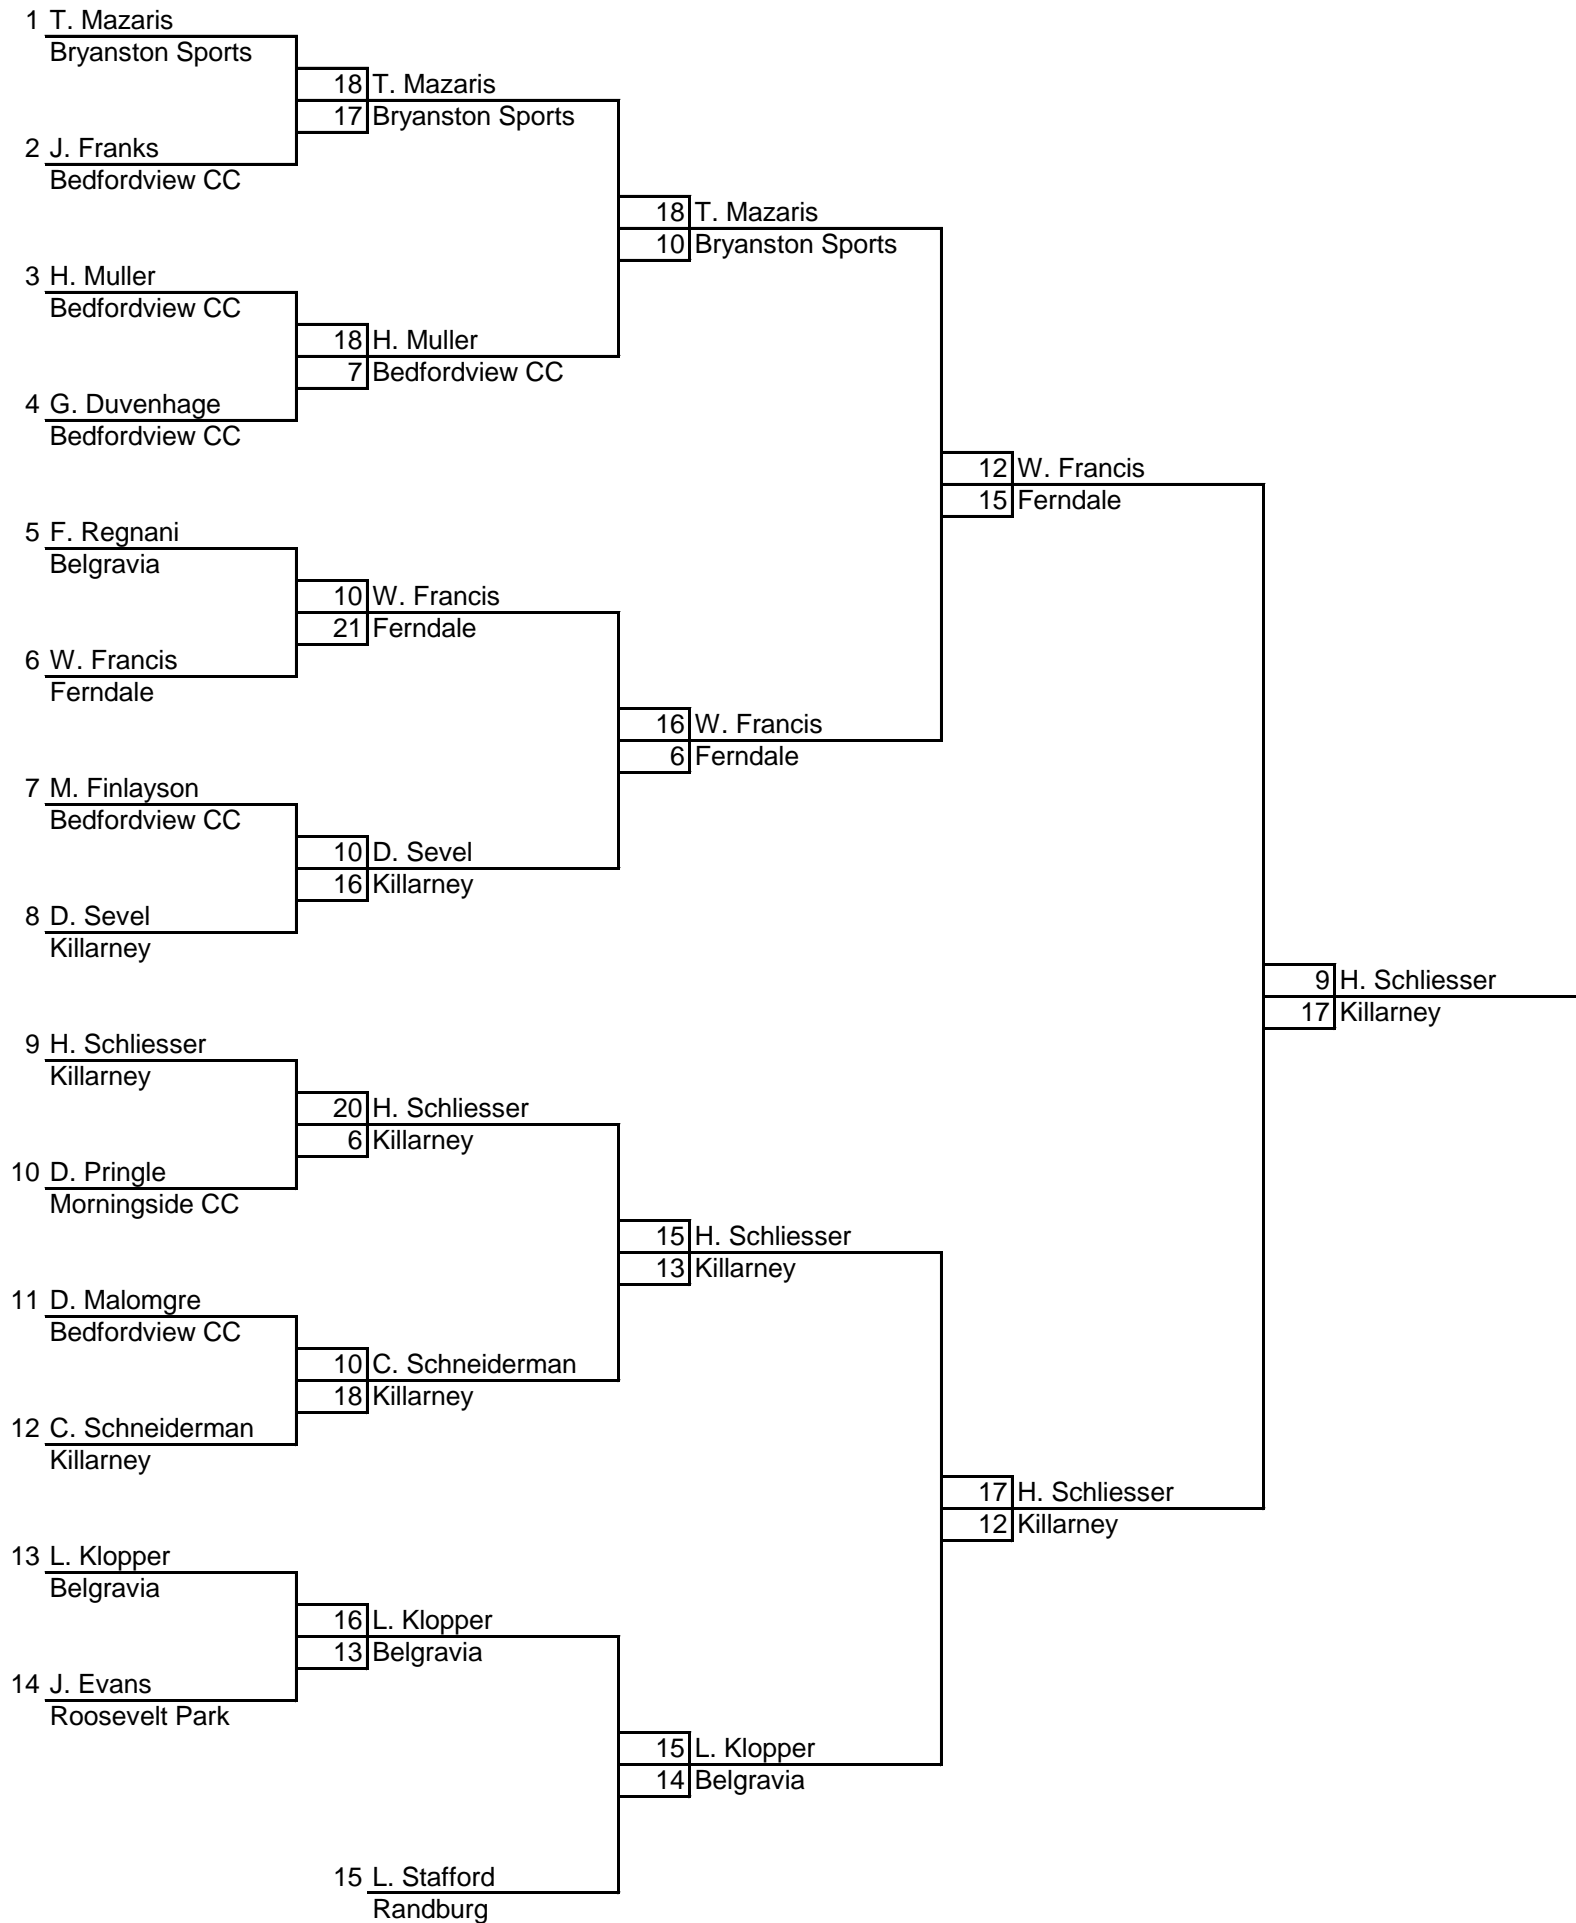 1 T. Mazaris
Bryanston Sports
18 T. Mazaris
17 Bryanston Sports
2 J. Franks
Bedfordview CC
18 T. Mazaris
10 Bryanston Sports
3 H. Muller
Bedfordview CC
18 H. Muller
7 Bedfordview CC
4 G. Duvenhage
Bedfordview CC
12 W. Francis
15 Ferndale
5 F. Regnani
Belgravia
10 W. Francis
21 Ferndale
6 W. Francis
Ferndale
16 W. Francis
6 Ferndale
7 M. Finlayson
Bedfordview CC
10 D. Sevel
16 Killarney
8 D. Sevel
Killarney
9 H. Schliesser
17 Killarney
9 H. Schliesser
Killarney
20 H. Schliesser
6 Killarney
10 D. Pringle
Morningside CC
15 H. Schliesser
13 Killarney
11 D. Malomgre
Bedfordview CC
10 C. Schneiderman
18 Killarney
12 C. Schneiderman
Killarney
17 H. Schliesser
12 Killarney
13 L. Klopper
Belgravia
16 L. Klopper
13 Belgravia
14 J. Evans
Roosevelt Park
15 L. Klopper
14 Belgravia
15 L. Stafford
Randburg